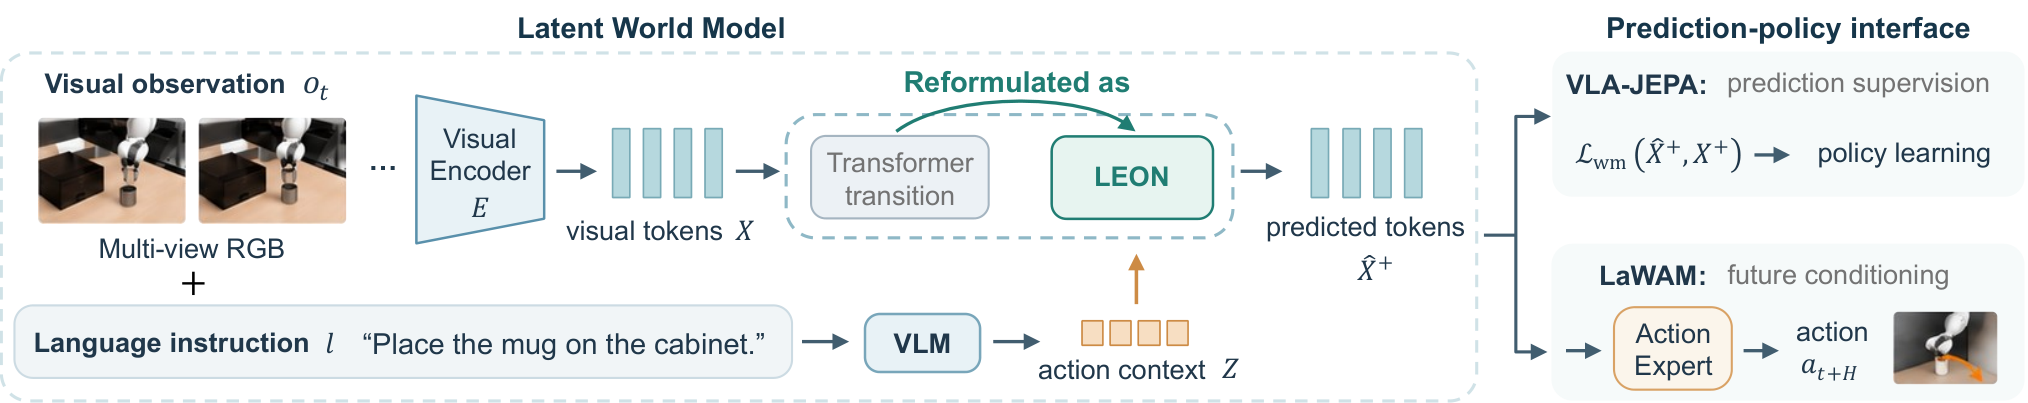 Latent World Model
Prediction-policy interface
Visual observation o_t
Multi-view RGB
+
...
Visual
Encoder
E
visual tokens X
Reformulated as
Transformer
transition
LEON
predicted tokens
X̂⁺
Language instruction l "Place the mug on the cabinet."
VLM
action context Z
VLA-JEPA: prediction supervision
ℒ_wm (X̂⁺, X⁺) policy learning
LaWAM: future conditioning
Action
Expert
action
a_{t+H}